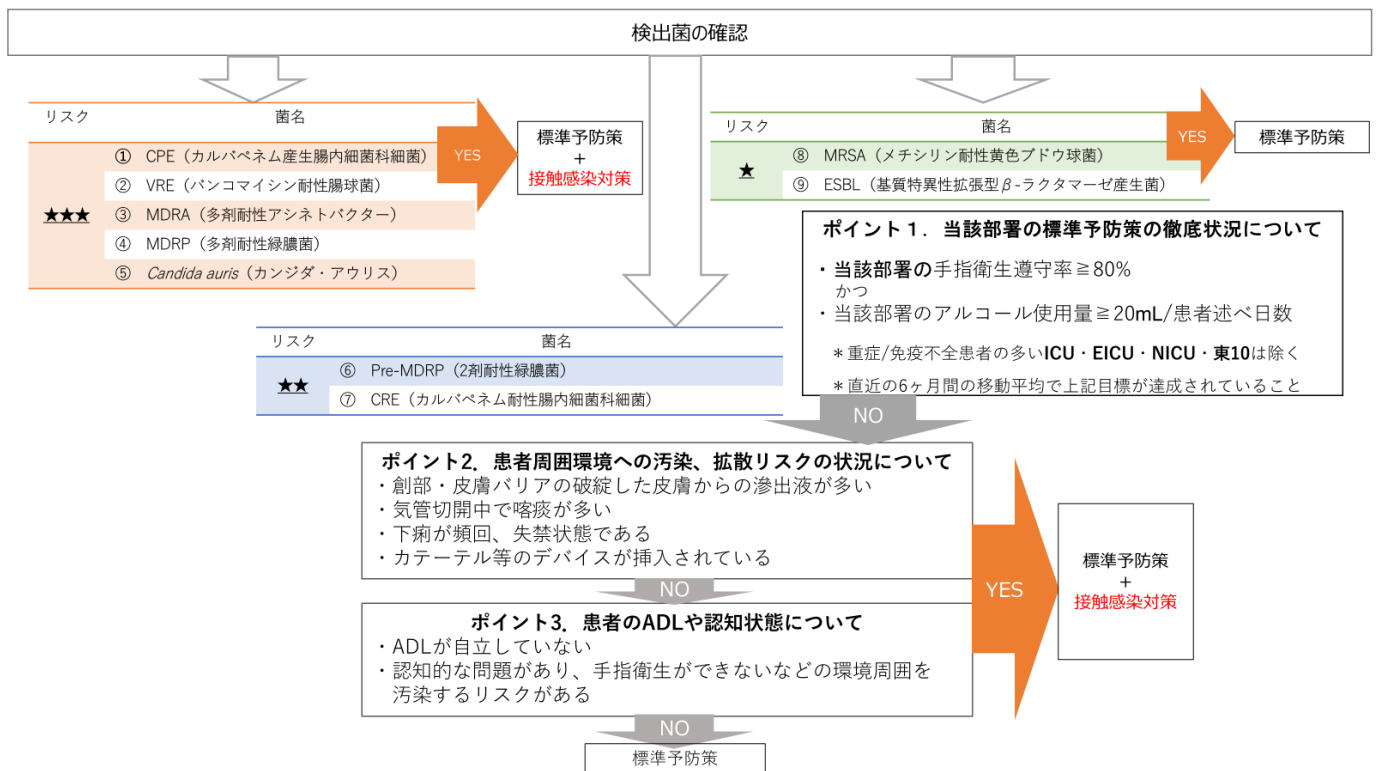 検出菌の確認
リスク 菌名
★★★
① CPE（カルバペネム産生腸内細菌科細菌）
② VRE（バンコマイシン耐性腸球菌）
③ MDRA（多剤耐性アシネトバクター）
④ MDRP（多剤耐性緑膿菌）
⑤ Candida auris（カンジダ・アウリス）
YES
標準予防策
+
接触感染対策
リスク 菌名
★
⑧ MRSA（メチシリン耐性黄色ブドウ球菌）
⑨ ESBL（基質特異性拡張型β-ラクタマーゼ産生菌）
YES
標準予防策
ポイント１．当該部署の標準予防策の徹底状況について
・当該部署の手指衛生遵守率≧80%
かつ
・当該部署のアルコール使用量≧20mL/患者述べ日数
＊重症/免疫不全患者の多いICU・EICU・NICU・東10は除く
＊直近の6ヶ月間の移動平均で上記目標が達成されていること
NO
リスク 菌名
★★
⑥ Pre-MDRP（2剤耐性緑膿菌）
⑦ CRE（カルバペネム耐性腸内細菌科細菌）
ポイント2．患者周囲環境への汚染、拡散リスクの状況について
・創部・皮膚バリアの破綻した皮膚からの滲出液が多い
・気管切開中で喀痰が多い
・下痢が頻回、失禁状態である
・カテーテル等のデバイスが挿入されている
NO
ポイント3．患者のADLや認知状態について
・ADLが自立していない
・認知的な問題があり、手指衛生ができないなどの環境周囲を
汚染するリスクがある
YES
標準予防策
+
接触感染対策
NO
標準予防策